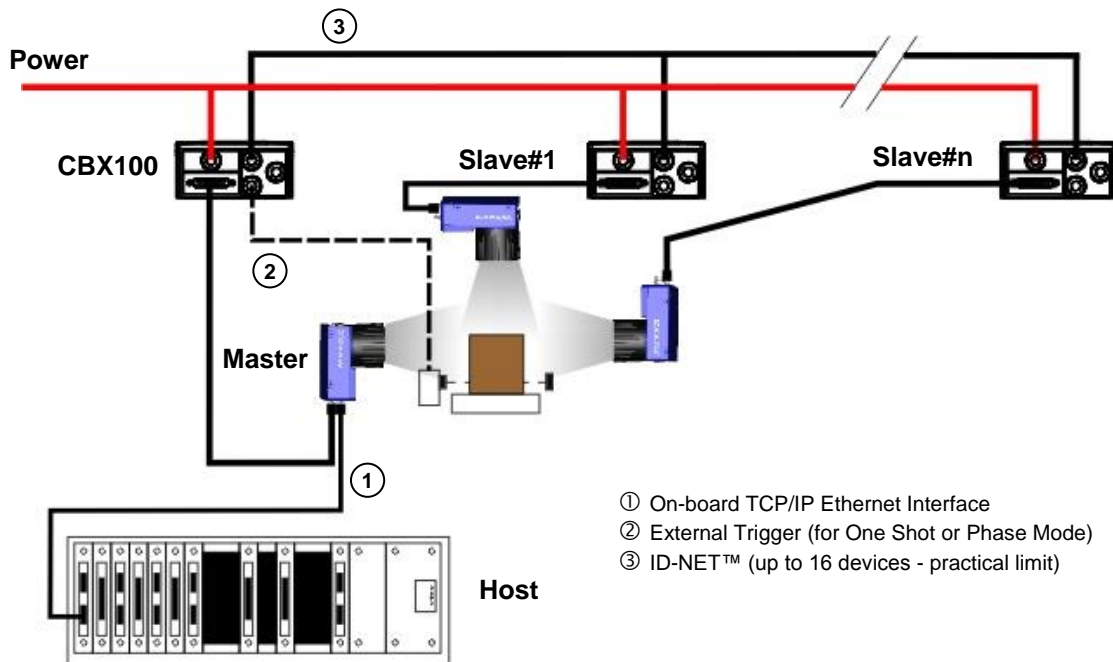 ③
Power
CBX100
Slave#1
Slave#n
②
Master
①
① On-board TCP/IP Ethernet Interface
② External Trigger (for One Shot or Phase Mode)
③ ID-NET™ (up to 16 devices - practical limit)
Host